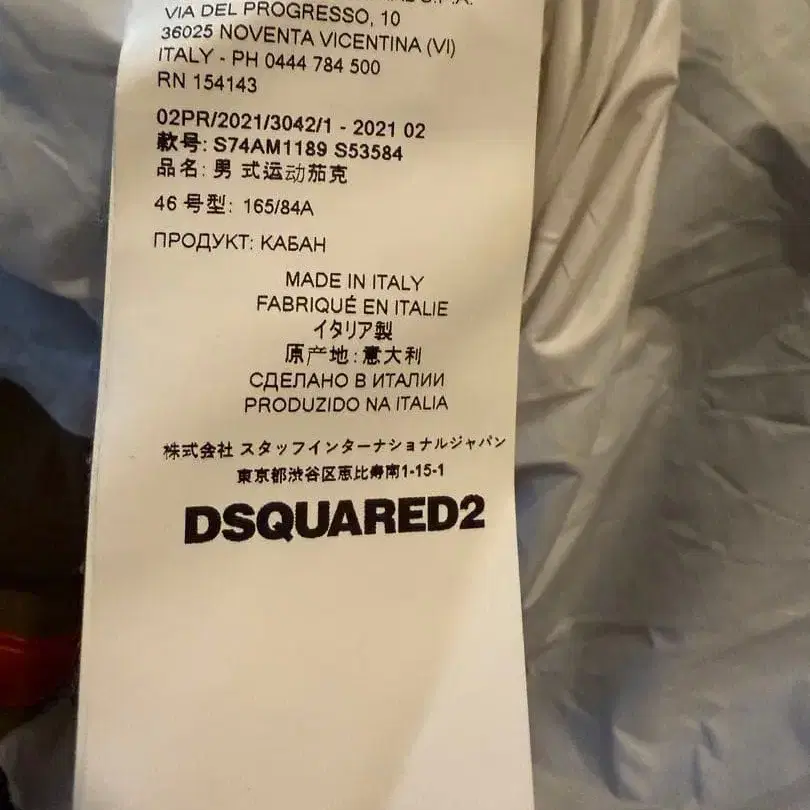 VIA DEL PROGRESSO, 10
36025 NOVENTA VICENTINA (VI)
ITALY - PH 0444 784 500
RN 154143
02PR/2021/3042/1 - 2021 02
款号: S74AM1189 S53584
品名: 男 式运动茄克
46 号型: 165/84A
ПРОДУКТ: КАБАН
MADE IN ITALY
FABRIQUÉ EN ITALIE
イタリア製
原产地: 意大利
СДЕЛАНО В ИТАЛИИ
PRODUZIDO NA ITALIA
株式会社 スタッフインターナショナルジャパン
東京都渋谷区恵比寿南1-15-1
DSQUARED2